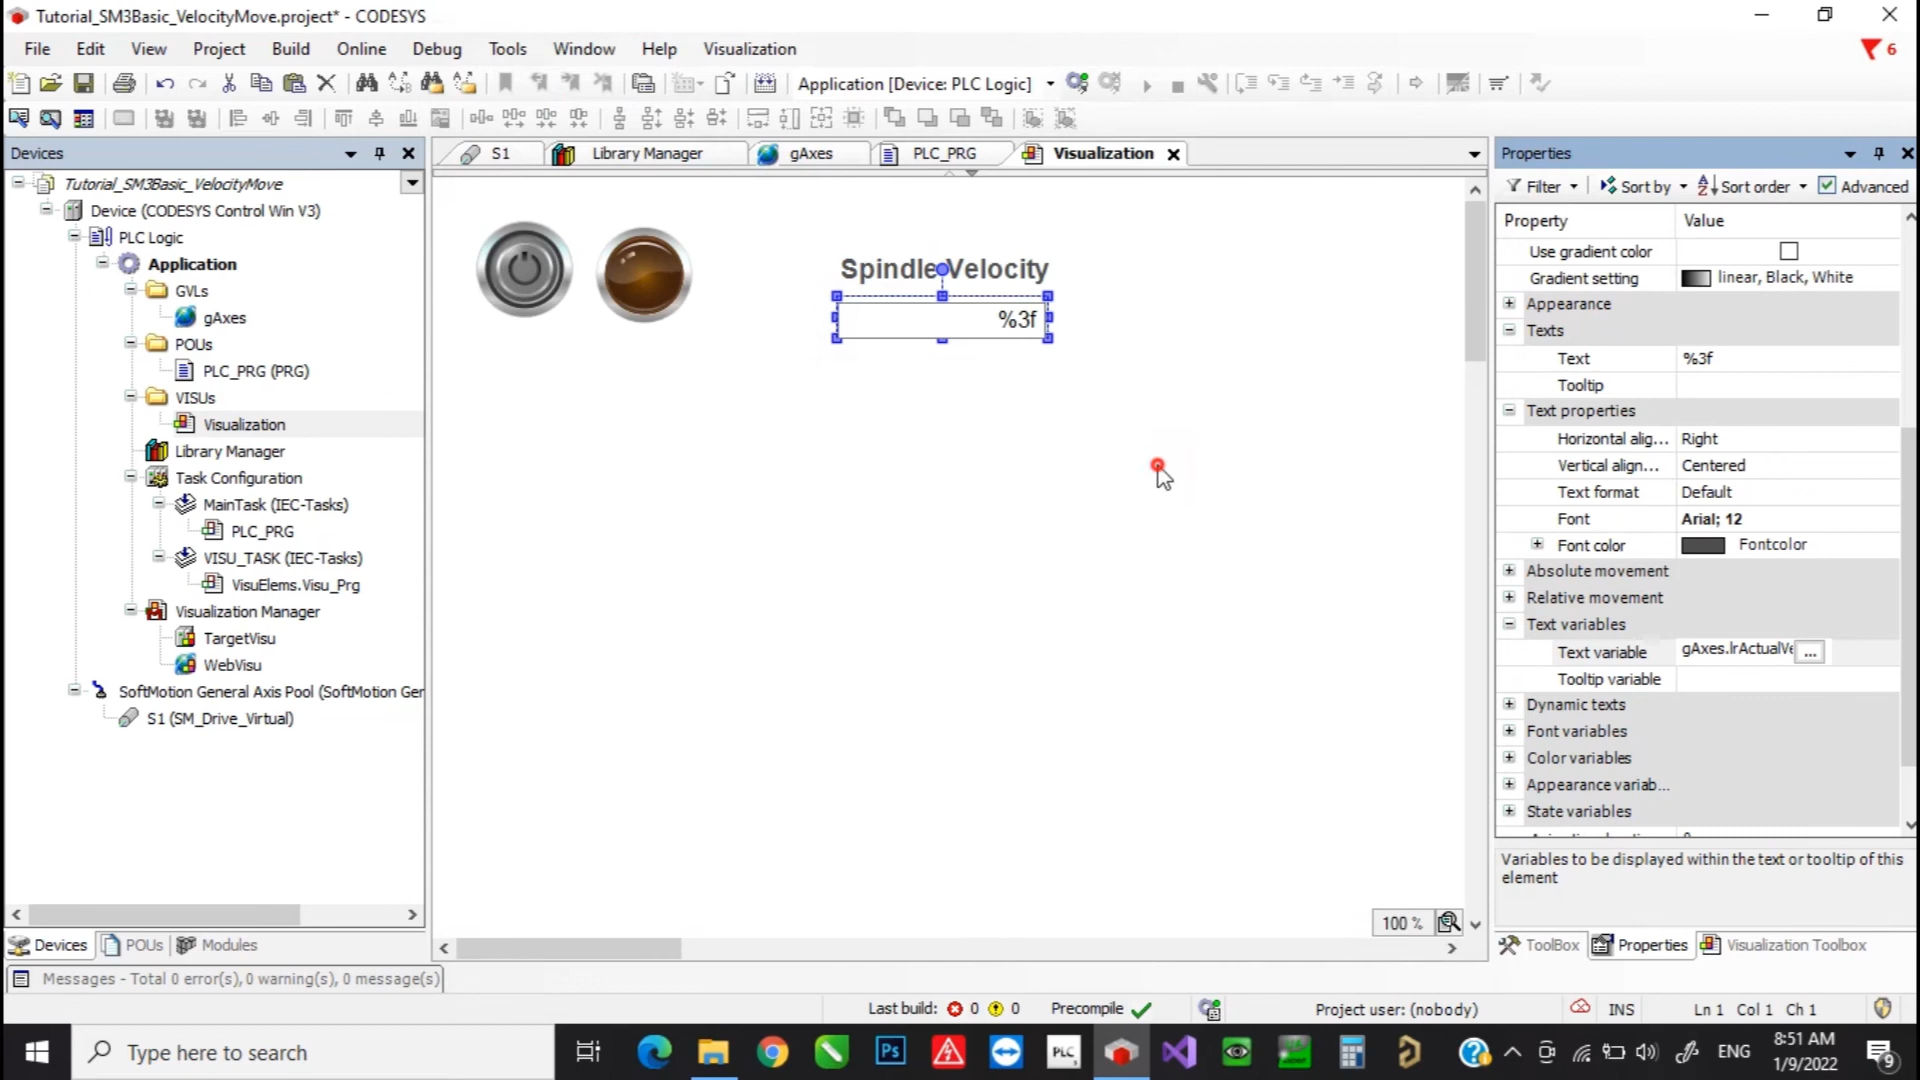 Tutorial_SM3Basic_VelocityMove.project* - CODESYS
File Edit View Project Build Online Debug Tools Window Help Visualization
6
Application [Device: PLC Logic]
Devices
S1
Library Manager
gAxes
PLC_PRG
Visualization
Properties
Tutorial_SM3Basic_VelocityMove
Device (CODESYS Control Win V3)
PLC Logic
Application
GVLs
gAxes
POUs
PLC_PRG (PRG)
VISUs
Visualization
Library Manager
Task Configuration
MainTask (IEC-Tasks)
PLC_PRG
VISU_TASK (IEC-Tasks)
VisuElems.Visu_Prg
Visualization Manager
TargetVisu
WebVisu
SoftMotion General Axis Pool (SoftMotion Ger
S1 (SM_Drive_Virtual)
Spindle Velocity
%3f
100 %
Filter Sort by Sort order Advanced
Property Value
Use gradient color
Gradient setting linear, Black, White
Appearance
Texts
Text %3f
Tooltip
Text properties
Horizontal alig... Right
Vertical align... Centered
Text format Default
Font Arial; 12
Font color Fontcolor
Absolute movement
Relative movement
Text variables
Text variable gAxes.lrActualVe ...
Tooltip variable
Dynamic texts
Font variables
Color variables
Appearance variab...
State variables
Variables to be displayed within the text or tooltip of this
element
Devices POUs Modules
ToolBox Properties Visualization Toolbox
Messages - Total 0 error(s), 0 warning(s), 0 message(s)
Last build: 0 0 Precompile Project user: (nobody) INS Ln 1 Col 1 Ch 1
Type here to search
Ps
PLC
ENG
8:51 AM
1/9/2022
9